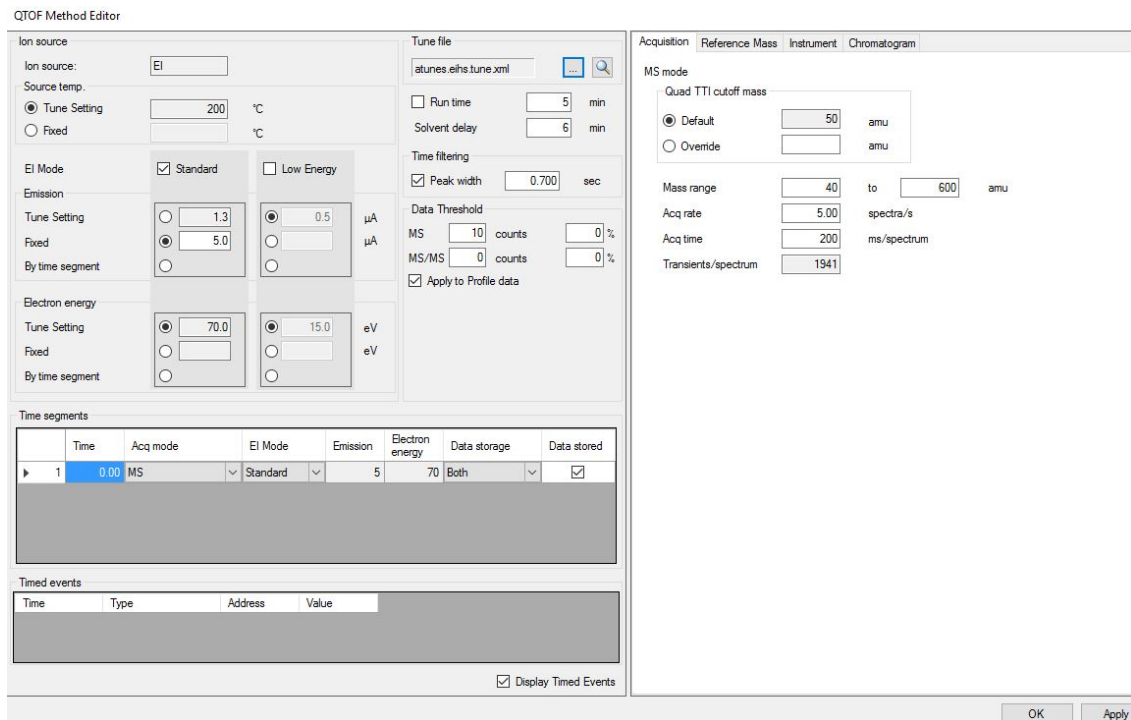 QTOF Method Editor
Ion source
Ion source: EI
Source temp.
Tune Setting 200 °C
Fixed °C
EI Mode Standard Low Energy
Emission
Tune Setting 1.3 0.5 µA
Fixed 5.0 µA
By time segment
Electron energy
Tune Setting 70.0 15.0 eV
Fixed eV
By time segment
Tune file
atunes.eihs.tune.xml ...
Run time 5 min
Solvent delay 6 min
Time filtering
Peak width 0.700 sec
Data Threshold
MS 10 counts 0 %
MS/MS 0 counts 0 %
Apply to Profile data
Time segments
Time Acq mode EI Mode Emission Electron energy Data storage Data stored
1 0.00 MS Standard 5 70 Both
Timed events
Time Type Address Value
Display Timed Events
Acquisition Reference Mass Instrument Chromatogram
MS mode
Quad TTI cutoff mass
Default 50 amu
Override amu
Mass range 40 to 600 amu
Acq rate 5.00 spectra/s
Acq time 200 ms/spectrum
Transients/spectrum 1941
OK Apply